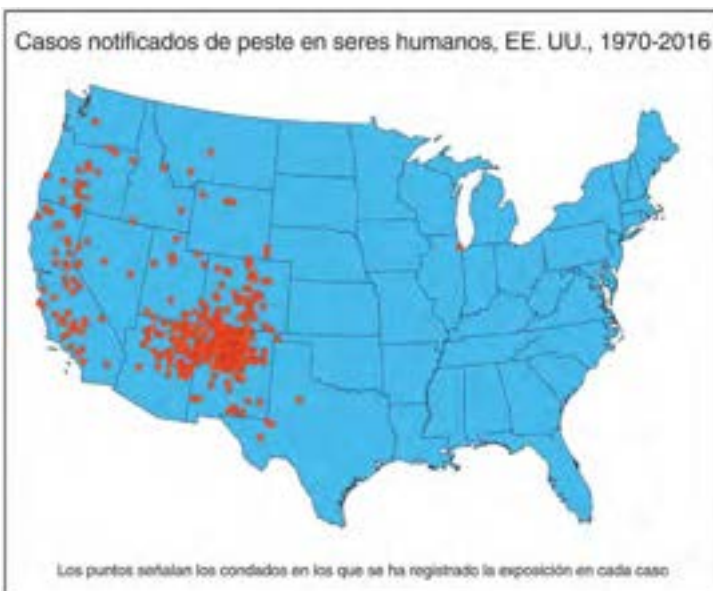 Casos notificados de peste en seres humanos, EE. UU., 1970-2016
Los puntos señalan los condados en los que se ha registrado la exposición en cada caso